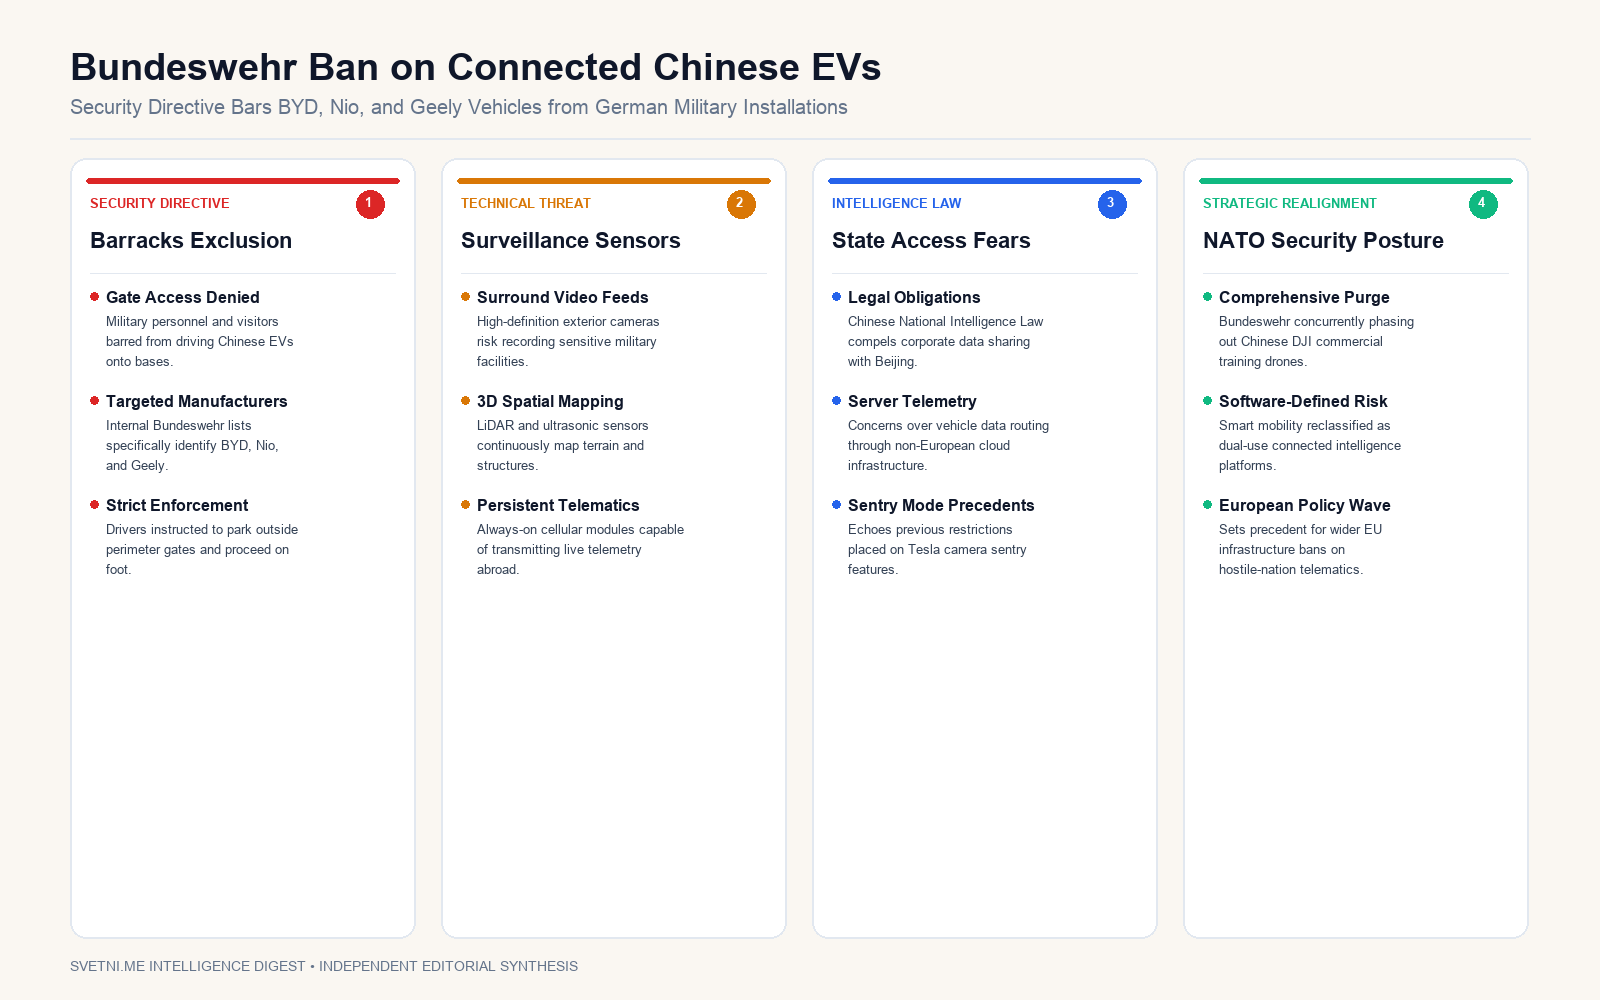 Bundeswehr Ban on Connected Chinese EVs
Security Directive Bars BYD, Nio, and Geely Vehicles from German Military Installations
SECURITY DIRECTIVE
1
Barracks Exclusion
Gate Access Denied
Military personnel and visitors
barred from driving Chinese EVs
onto bases.
Targeted Manufacturers
Internal Bundeswehr lists
specifically identify BYD, Nio,
and Geely.
Strict Enforcement
Drivers instructed to park outside
perimeter gates and proceed on
foot.
TECHNICAL THREAT
2
Surveillance Sensors
Surround Video Feeds
High-definition exterior cameras
risk recording sensitive military
facilities.
3D Spatial Mapping
LiDAR and ultrasonic sensors
continuously map terrain and
structures.
Persistent Telematics
Always-on cellular modules capable
of transmitting live telemetry
abroad.
INTELLIGENCE LAW
3
State Access Fears
Legal Obligations
Chinese National Intelligence Law
compels corporate data sharing
with Beijing.
Server Telemetry
Concerns over vehicle data routing
through non-European cloud
infrastructure.
Sentry Mode Precedents
Echoes previous restrictions
placed on Tesla camera sentry
features.
STRATEGIC REALIGNMENT
4
NATO Security Posture
Comprehensive Purge
Bundeswehr concurrently phasing
out Chinese DJI commercial
training drones.
Software-Defined Risk
Smart mobility reclassified as
dual-use connected intelligence
platforms.
European Policy Wave
Sets precedent for wider EU
infrastructure bans on
hostile-nation telematics.
SVETNI.ME INTELLIGENCE DIGEST • INDEPENDENT EDITORIAL SYNTHESIS